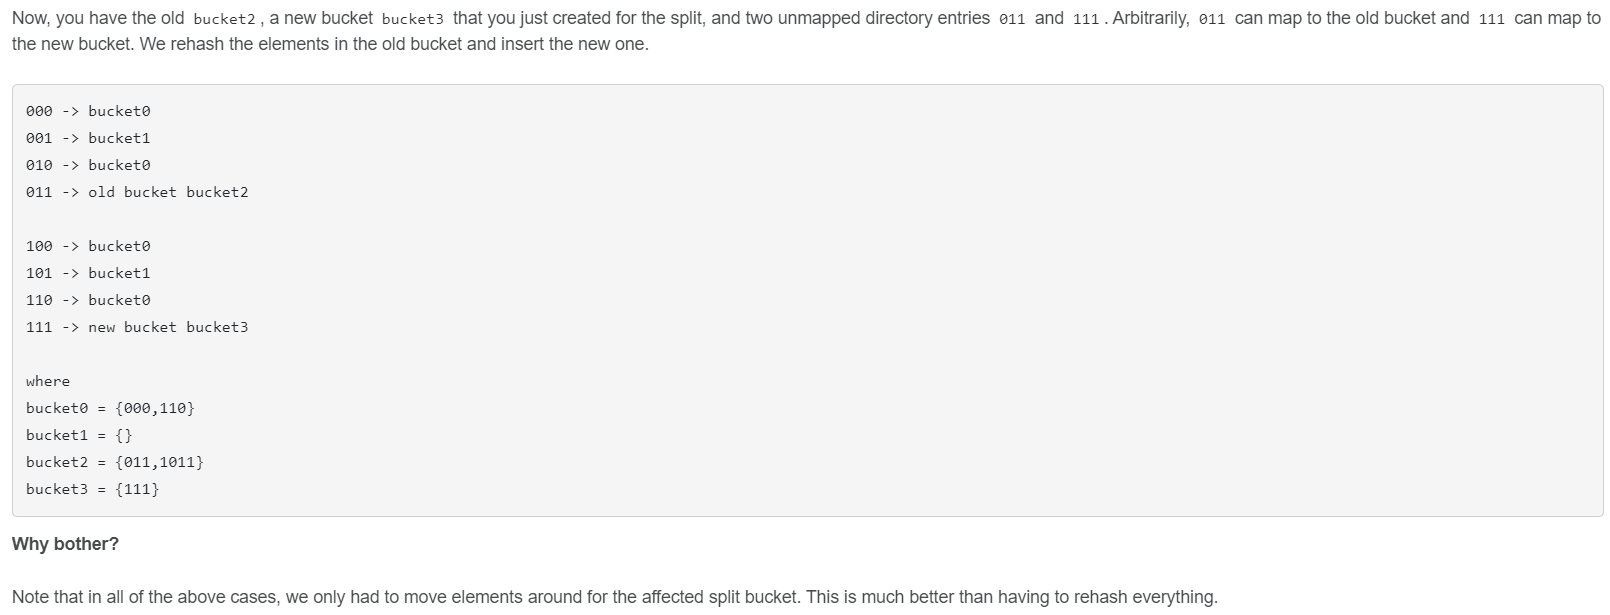 Now, you have the old bucket2, a new bucket bucket3 that you just created for the split, and two unmapped directory entries 011 and 111. Arbitrarily, 011 can map to the old bucket and 111 can map to
the new bucket. We rehash the elements in the old bucket and insert the new one.
000 -> bucket0
001 -> bucket1
010 -> bucket0
011 -> old bucket bucket2
100 -> bucket0
101 -> bucket1
110 -> bucket0
111 -> new bucket bucket3
where
bucket0 = {000,110}
bucket1 = {}
bucket2 = {011,1011}
bucket3 = {111}
Why bother?
Note that in all of the above cases, we only had to move elements around for the affected split bucket. This is much better than having to rehash everything.